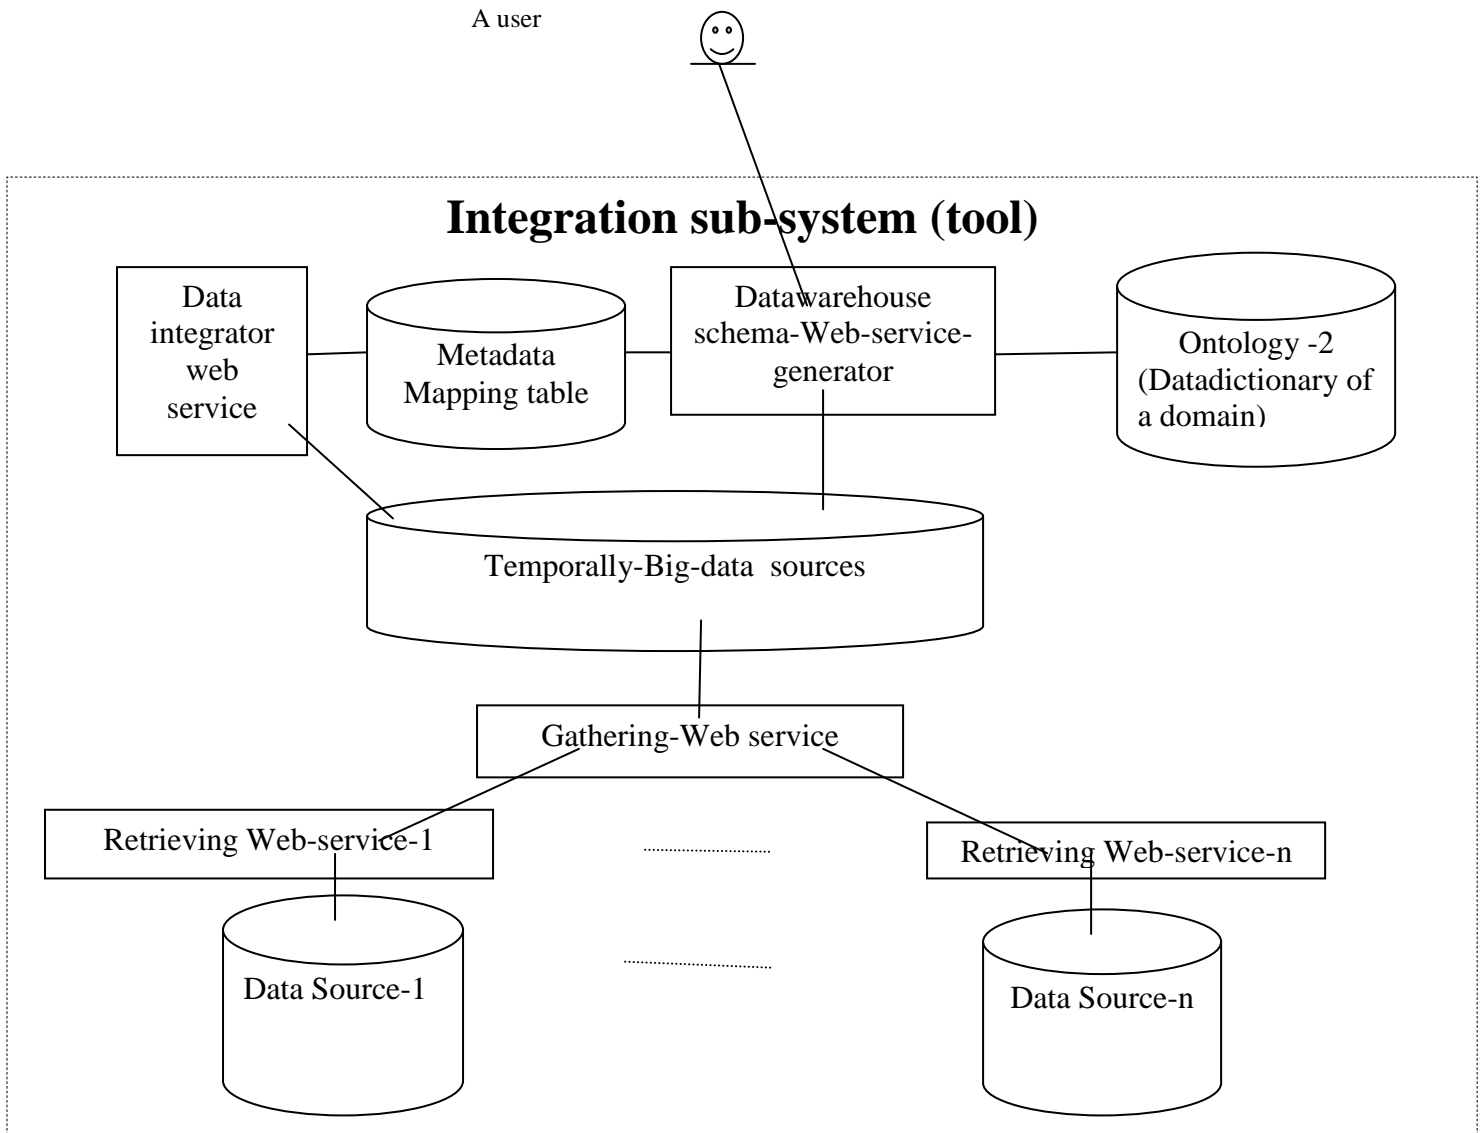 A user
Integration sub-system (tool)
Data
integrator
web
service
Metadata
Mapping table
Datawarehouse
schema-Web-service-
generator
Ontology -2
(Datadictionary of
a domain)
Temporally-Big-data sources
Gathering-Web service
Retrieving Web-service-1
Retrieving Web-service-n
Data Source-1
Data Source-n